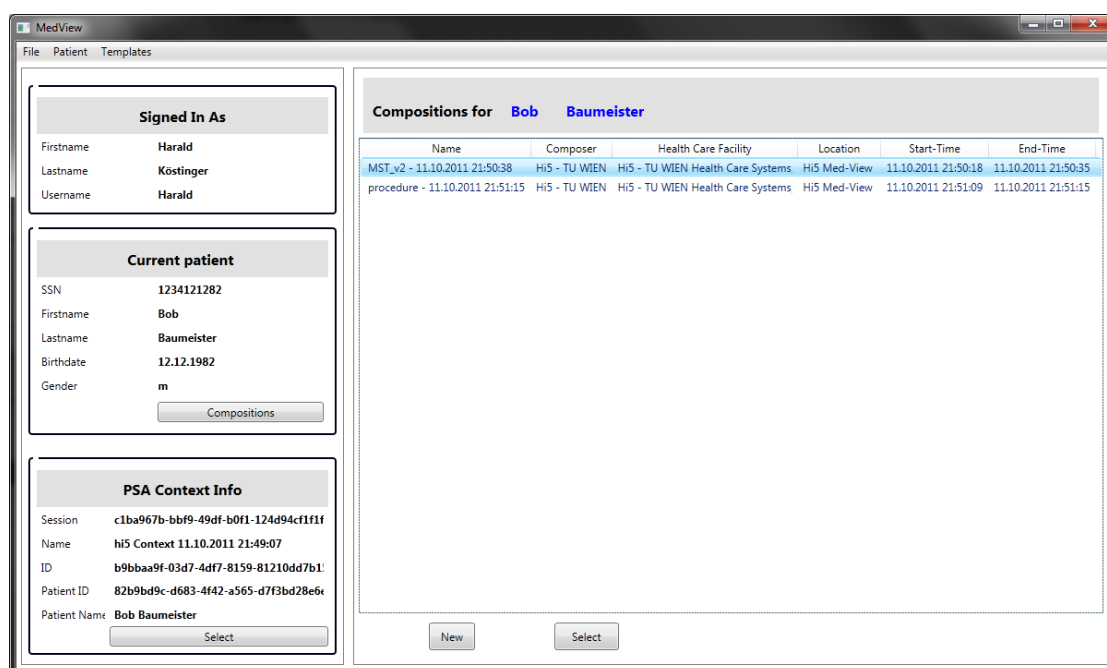 MedView
File Patient Templates
Signed In As
Firstname Harald
Lastname Köstinger
Username Harald
Current patient
SSN 1234121282
Firstname Bob
Lastname Baumeister
Birthdate 12.12.1982
Gender m
Compositions
PSA Context Info
Session c1ba967b-bbf9-49df-b0f1-124d94cf1f1f
Name hi5 Context 11.10.2011 21:49:07
ID b9bbaa9f-03d7-4df7-8159-81210dd7b1
Patient ID 82b9bd9c-d683-4f42-a565-d7f3bd28e6
Patient Name Bob Baumeister
Select
Compositions for Bob Baumeister
Name Composer Health Care Facility Location Start-Time End-Time
MST_v2 - 11.10.2011 21:50:38 Hi5 - TU WIEN Hi5 - TU WIEN Health Care Systems Hi5 Med-View 11.10.2011 21:50:18 11.10.2011 21:50:35
procedure - 11.10.2011 21:51:15 Hi5 - TU WIEN Hi5 - TU WIEN Health Care Systems Hi5 Med-View 11.10.2011 21:51:09 11.10.2011 21:51:15
New Select